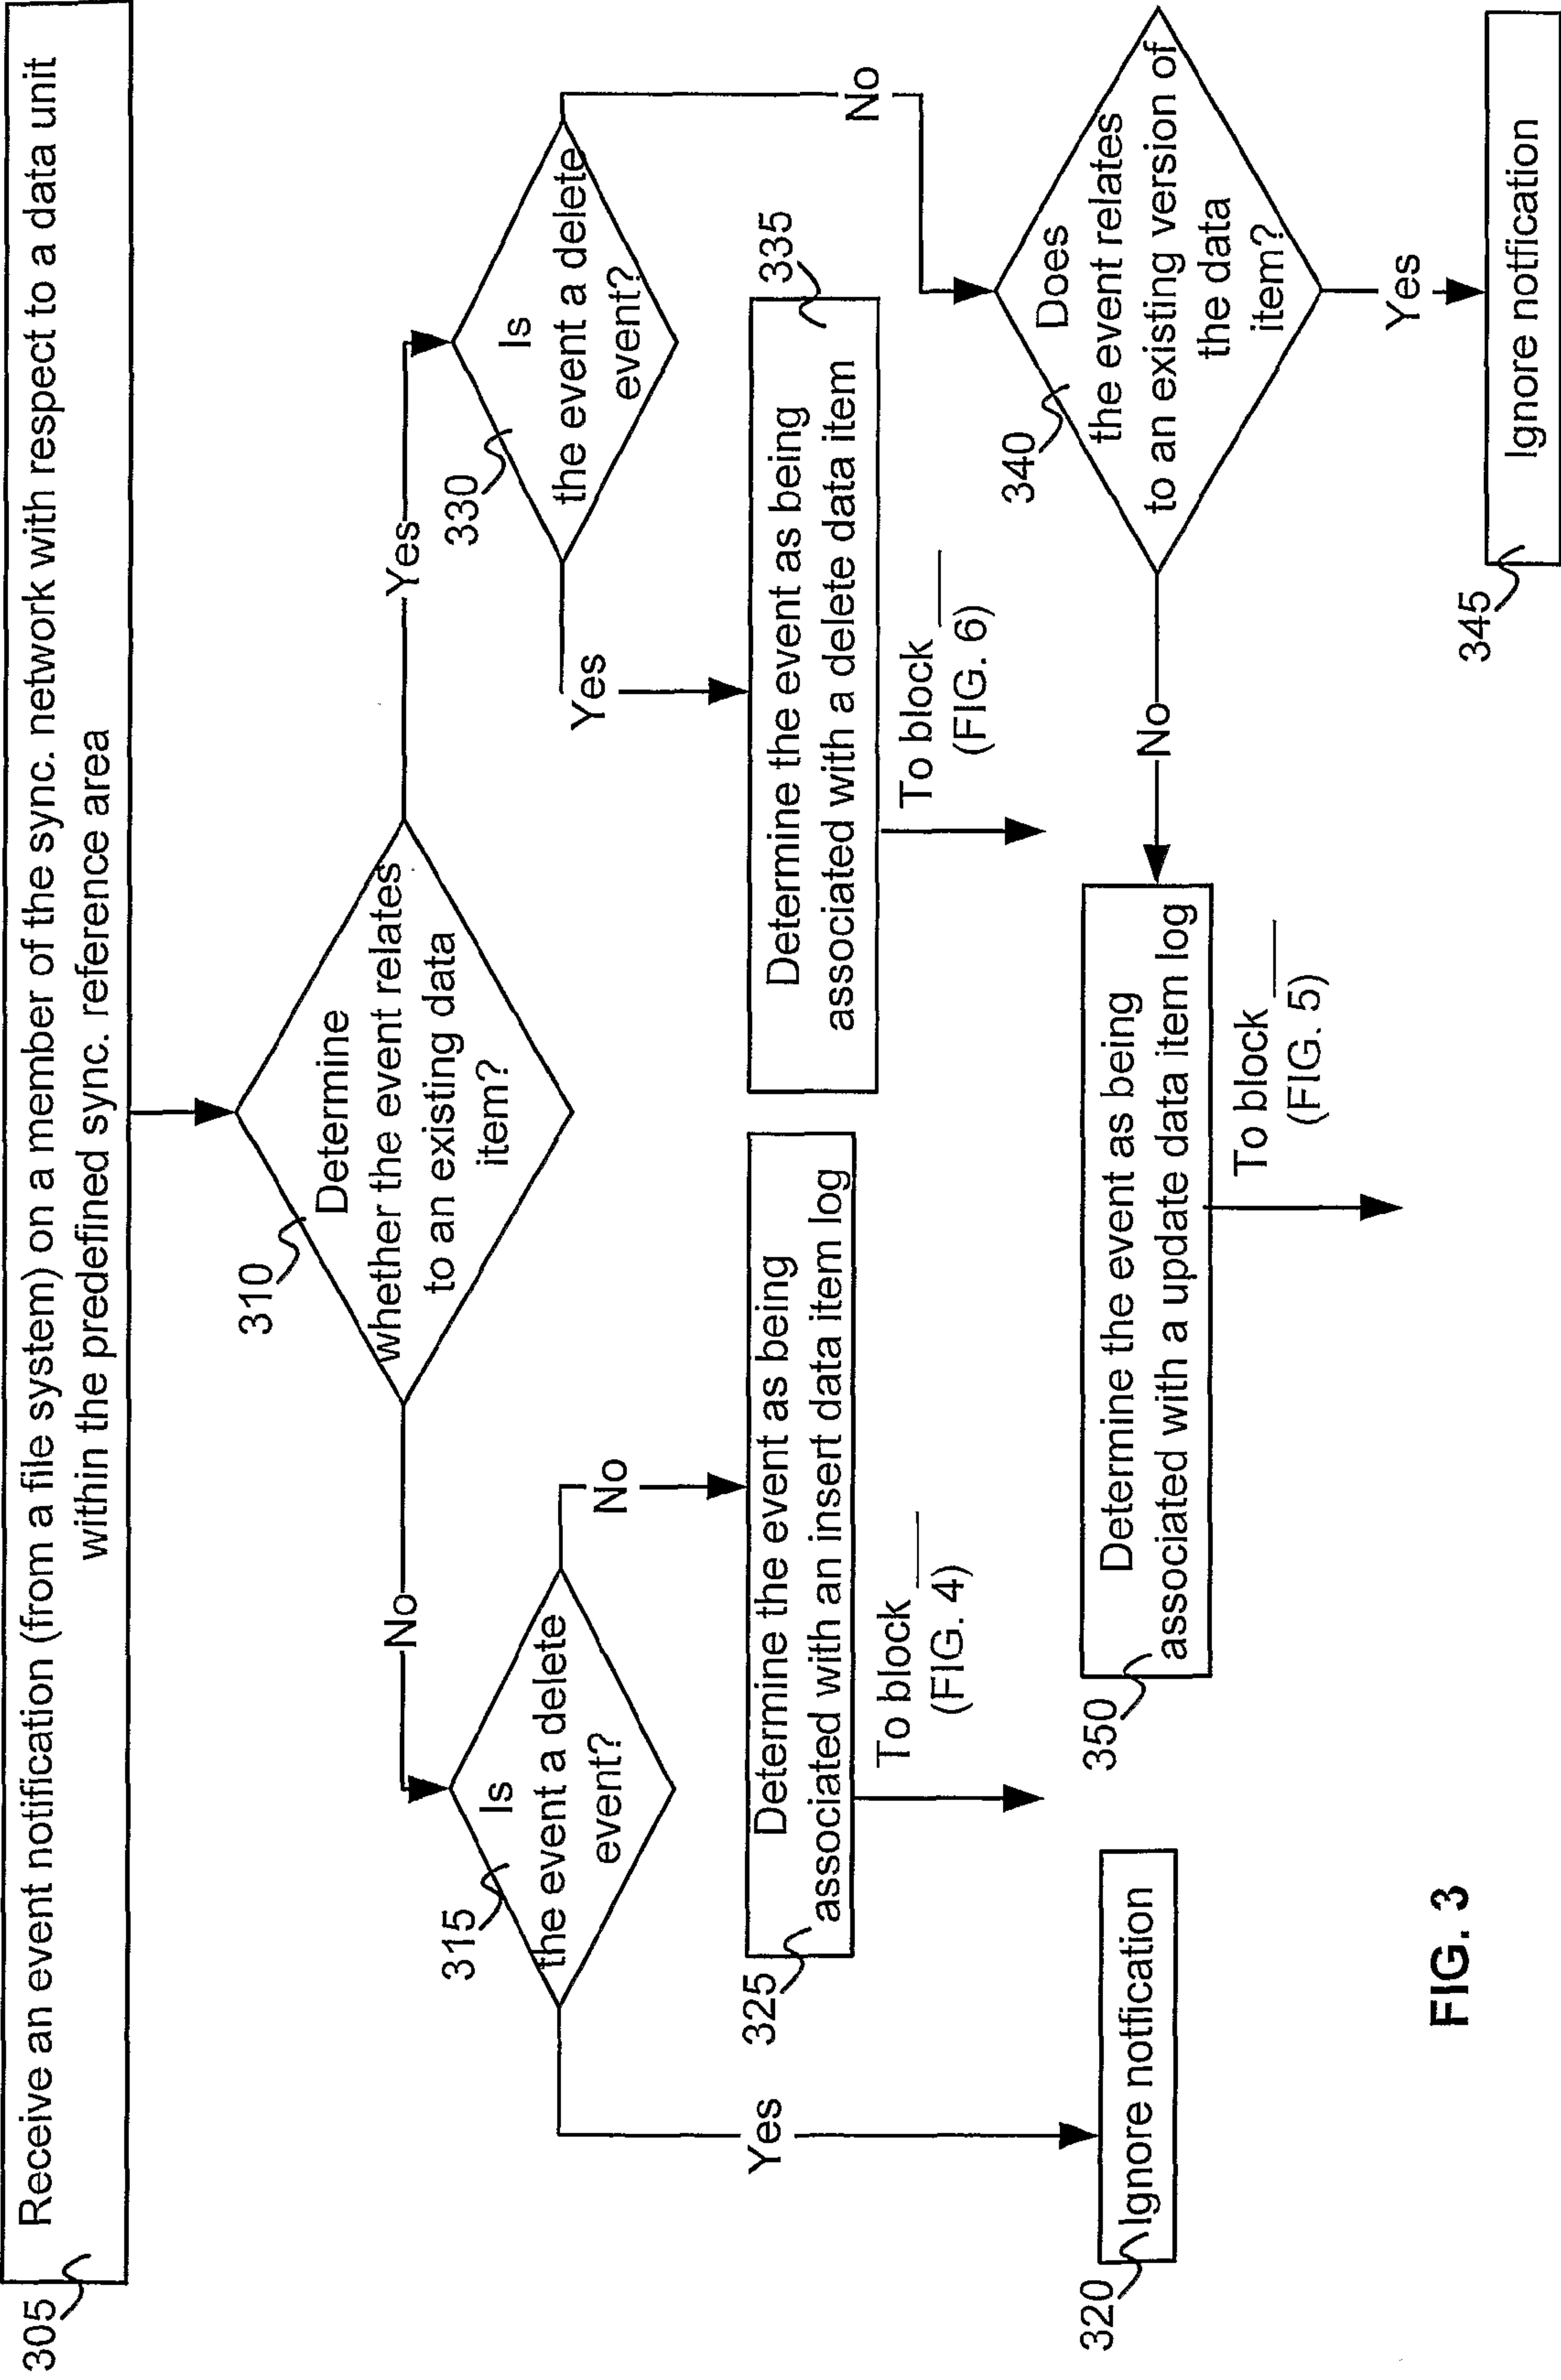 305
Receive an event notification (from a file system) on a member of the sync. network with respect to a data unit
within the predefined sync. reference area
310
Determine
whether the event relates
to an existing data
item?
No
Yes
315
Is
the event a delete
event?
330
Is
the event a delete
event?
Yes
No
Yes
No
325
Determine the event as being
associated with an insert data item log
To block ___
(FIG. 4)
335
Determine the event as being
associated with a delete data item
To block ___
(FIG. 6)
320
Ignore notfication
340
Does
the event relates
to an existing version of
the data
item?
No
Yes
350
Determine the event as being
associated with a update data item log
To block ___
(FIG. 5)
345
Ignore notfication
FIG. 3